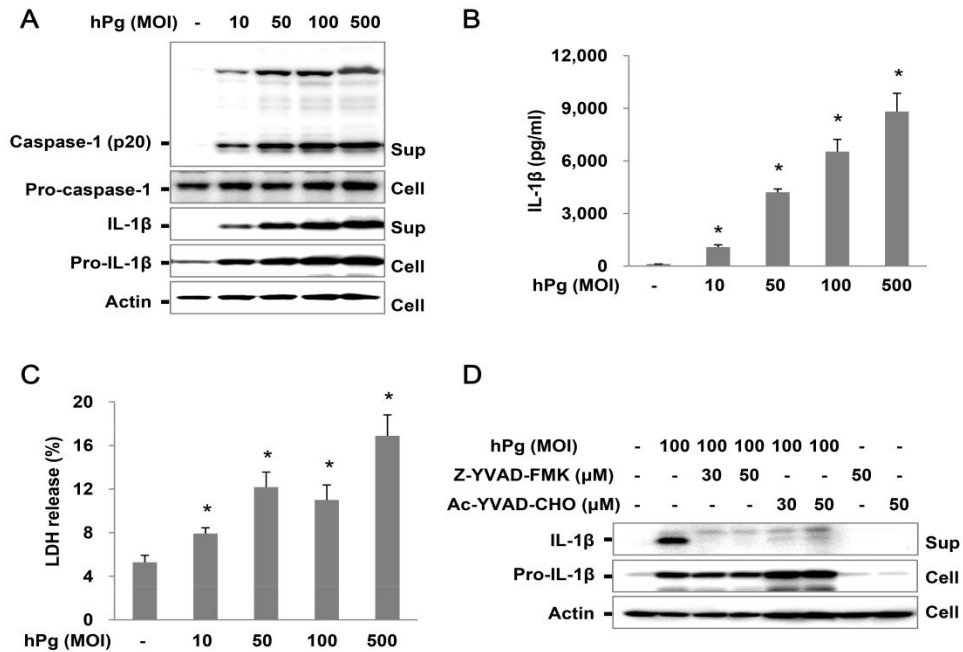 A
hPg (MOI) - 10 50 100 500
Caspase-1 (p20)
Sup
Pro-caspase-1 Cell
IL-1β Sup
Pro-IL-1β Cell
Actin Cell
B
IL-1β (pg/ml)
12,000
9,000
6,000
3,000
0
* * * *
hPg (MOI) - 10 50 100 500
C
LDH release (%)
20
16
12
8
4
0
* * * *
hPg (MOI) - 10 50 100 500
D
hPg (MOI) - 100 100 100 100 100 - -
Z-YVAD-FMK (µM) - - 30 50 - - 50 -
Ac-YVAD-CHO (µM) - - - - 30 50 - 50
IL-1β Sup
Pro-IL-1β Cell
Actin Cell